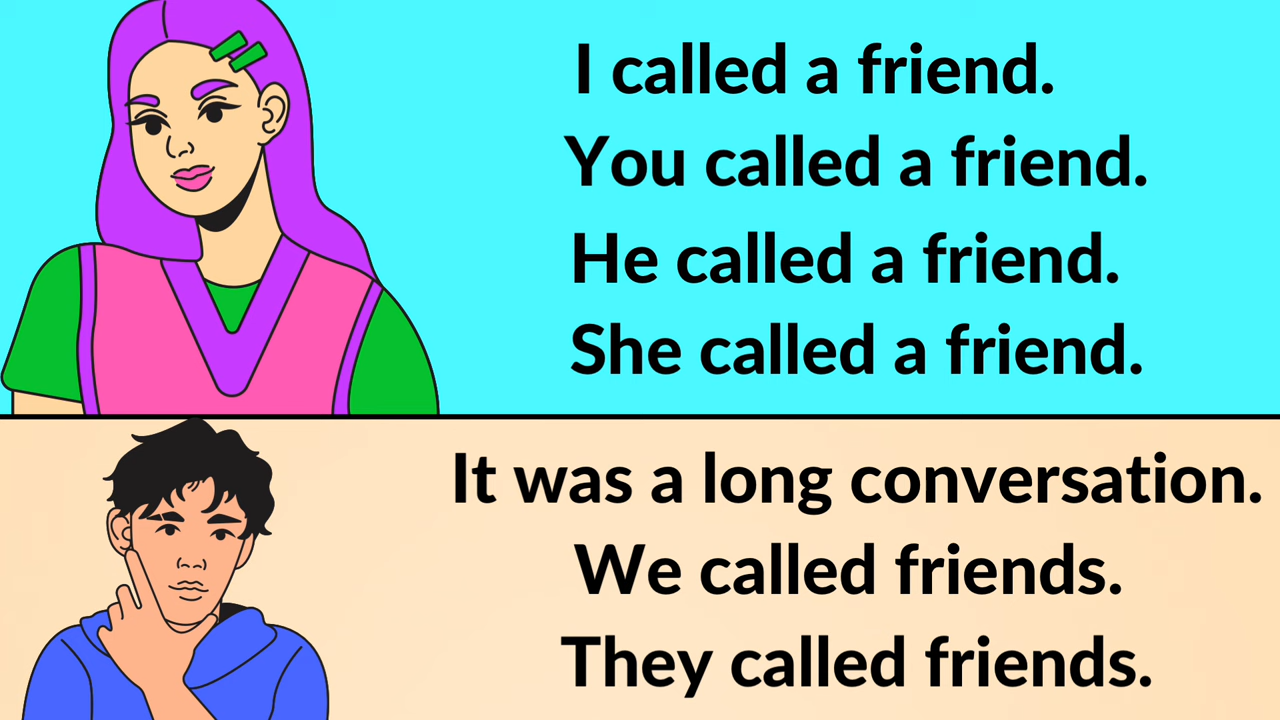 I called a friend.
You called a friend.
He called a friend.
She called a friend.
It was a long conversation.
We called friends.
They called friends.